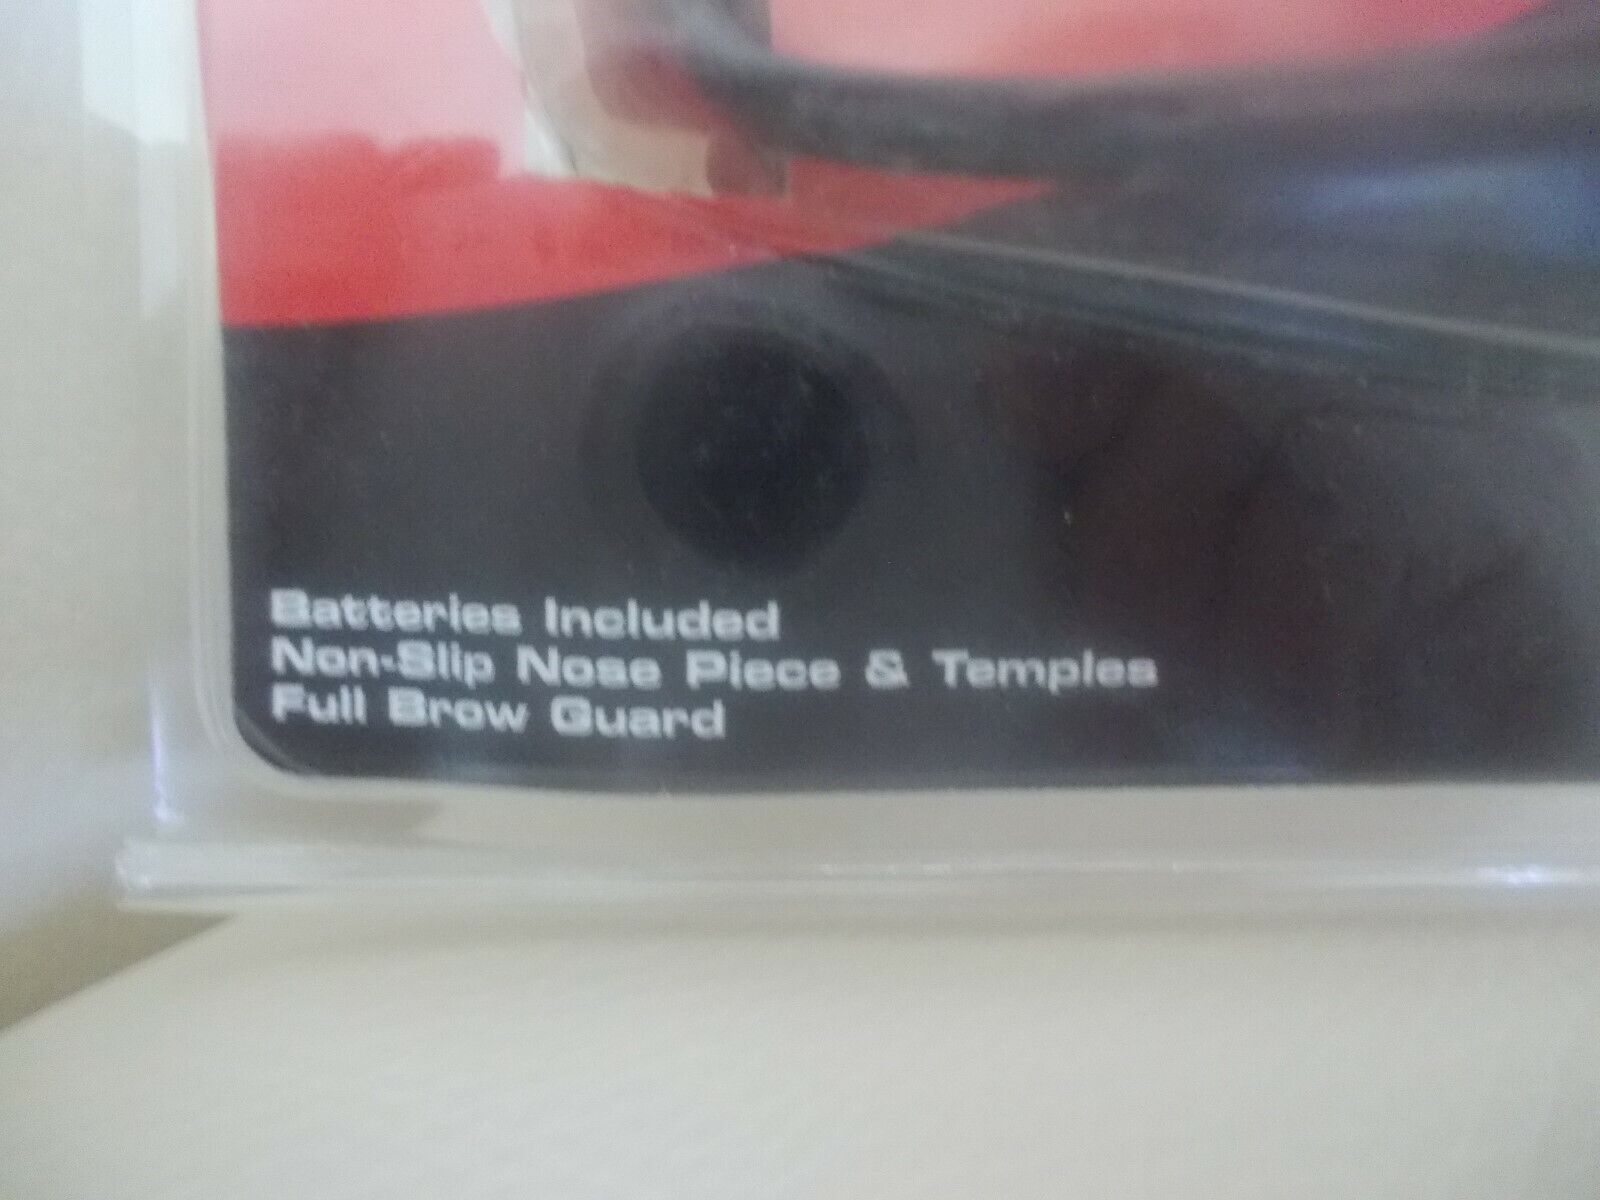 Batteries Included
Non-Slip Nose Piece & Temples
Full Brow Guard